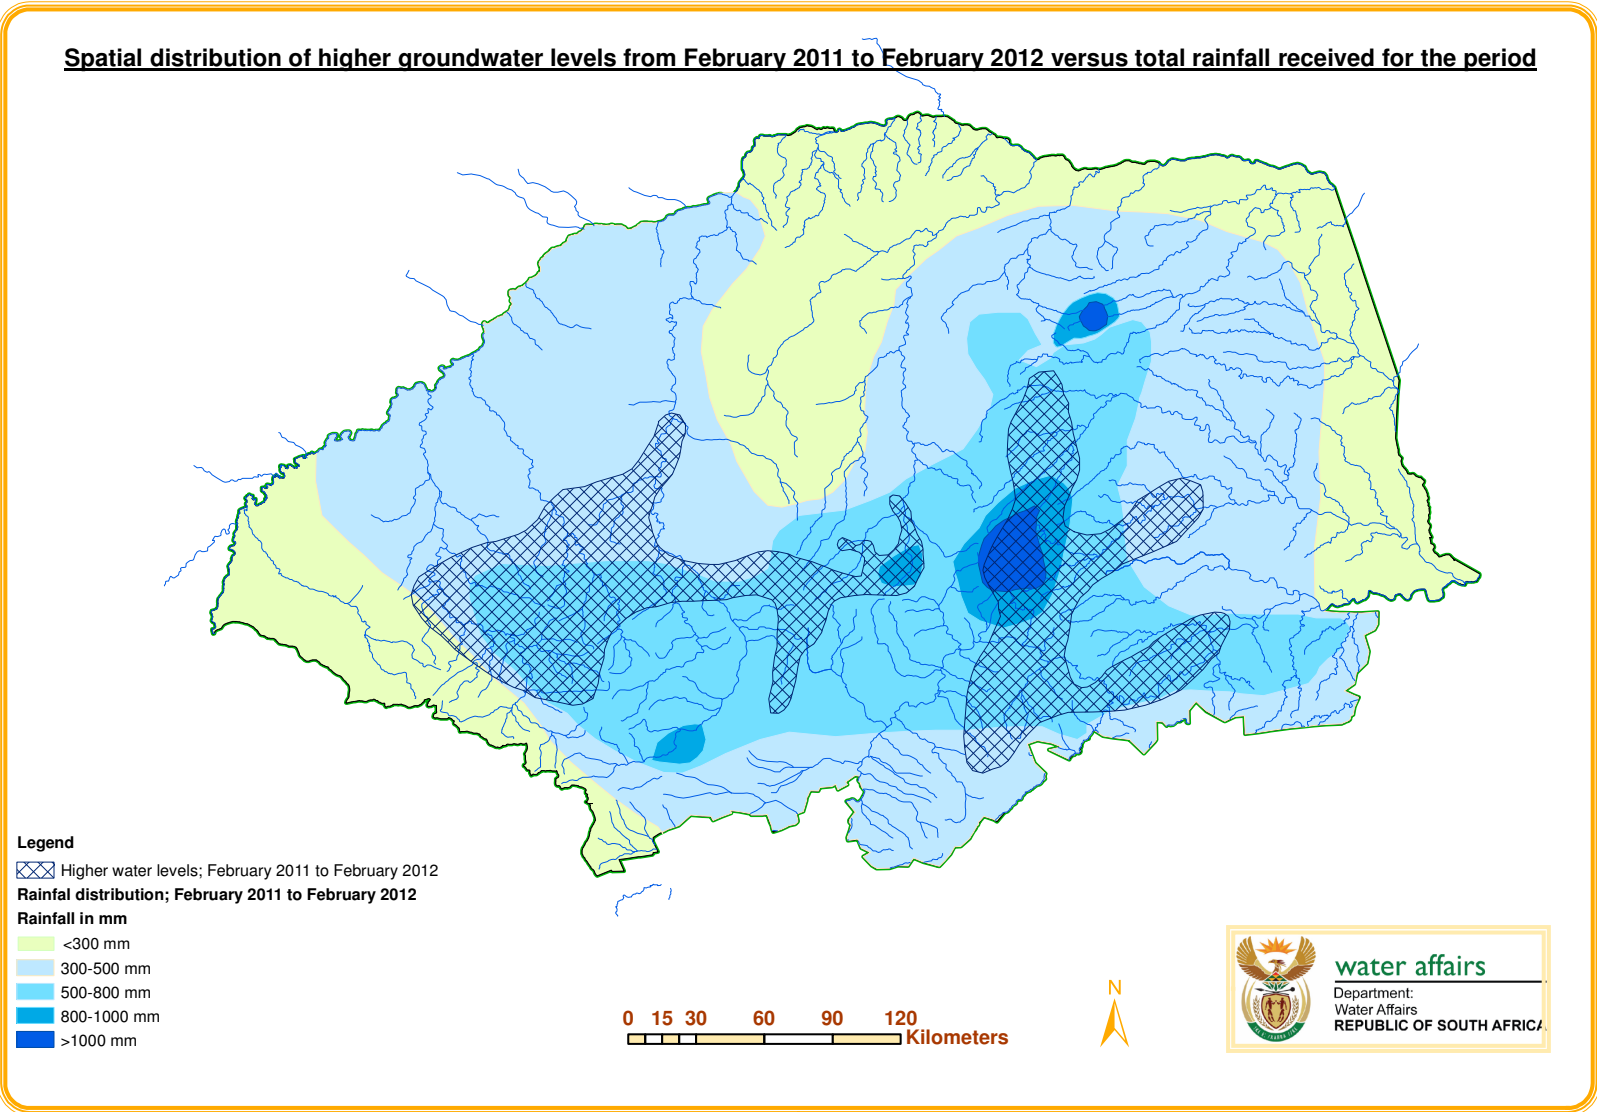 Spatial distribution of higher groundwater levels from February 2011 to February 2012 versus total rainfall received for the period
Legend
Higher water levels; February 2011 to February 2012
Rainfal distribution; February 2011 to February 2012
Rainfall in mm
<300 mm
300-500 mm
500-800 mm
800-1000 mm
>1000 mm
0 15 30 60 90 120
Kilometers
N
water affairs
Department:
Water Affairs
REPUBLIC OF SOUTH AFRICA